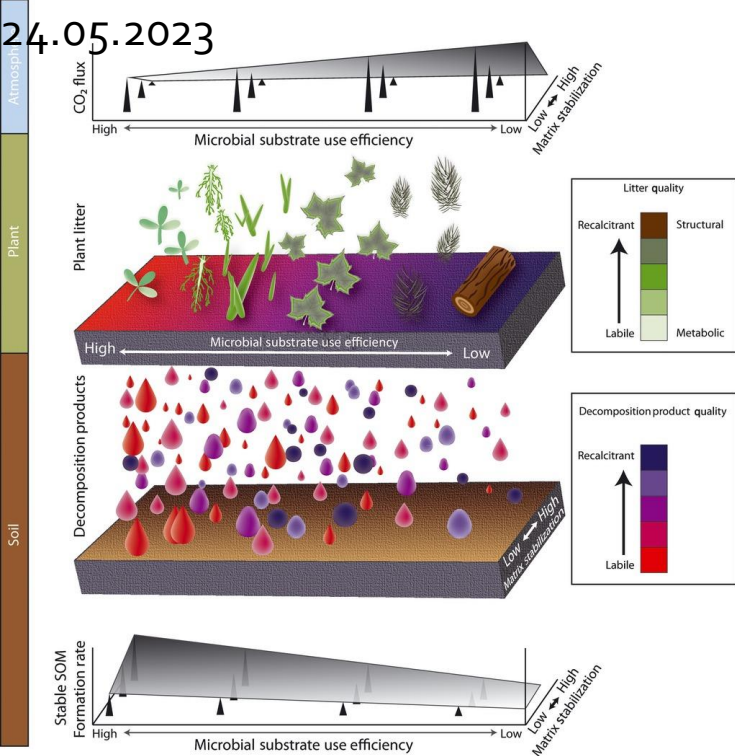 24.05.2023
Atmosphere
CO₂ flux
High
Low
Microbial substrate use efficiency
Low
High
Matrix stabilization
Plant
Plant litter
High
Microbial substrate use efficiency
Low
Litter quality
Recalcitrant
Structural
Labile
Metabolic
Soil
Decomposition products
Low
High
Matrix stabilization
Decomposition product quality
Recalcitrant
Labile
Stable SOM
Formation rate
High
Low
Microbial substrate use efficiency
Low
High
Matrix stabilization